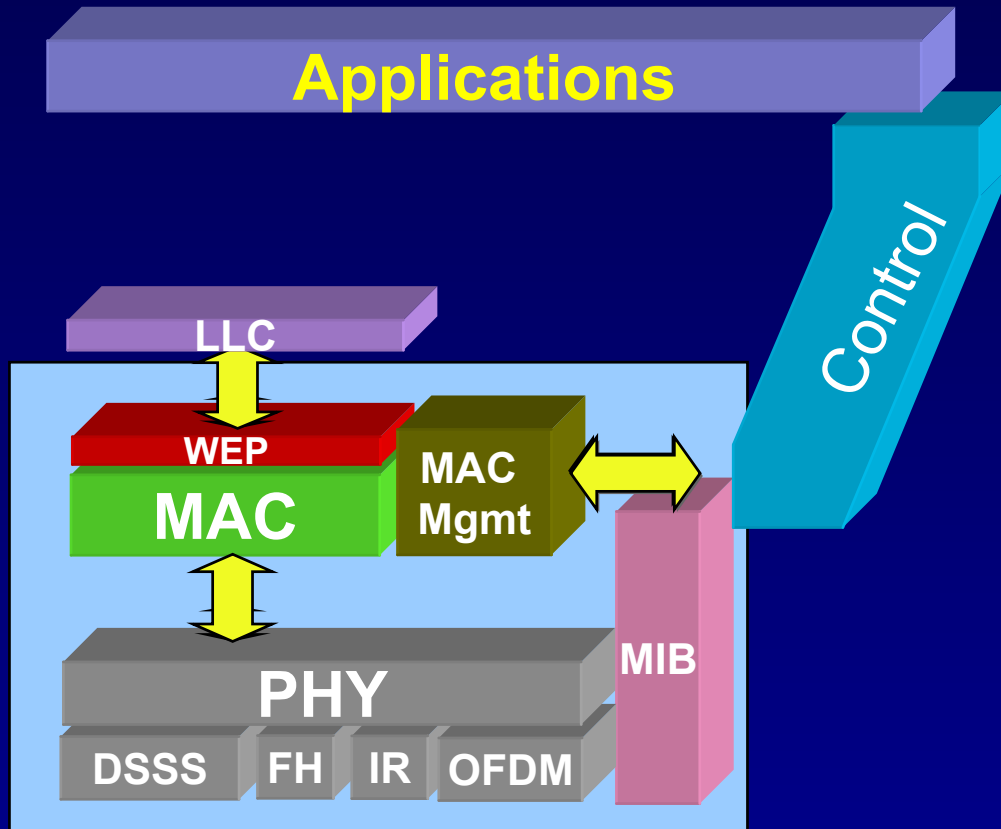 Applications
Control
LLC
WEP
MAC
MAC
Mgmt
PHY
MIB
DSSS
FH
IR
OFDM